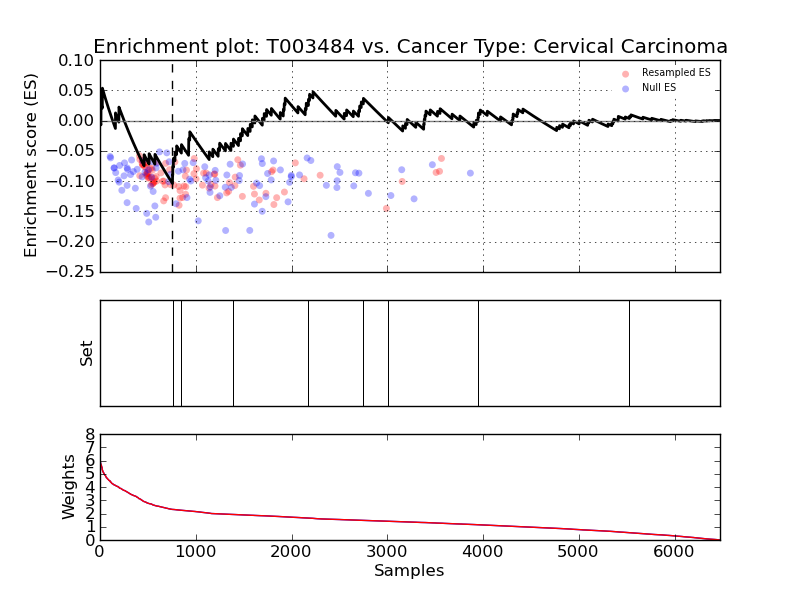 Enrichment plot: T003484 vs. Cancer Type: Cervical Carcinoma
Enrichment score (ES)
0.10
0.05
0.00
−0.05
−0.10
−0.15
−0.20
−0.25
Resampled ES
Null ES
Set
Weights
8
7
6
5
4
3
2
1
0
0 1000 2000 3000 4000 5000 6000
Samples